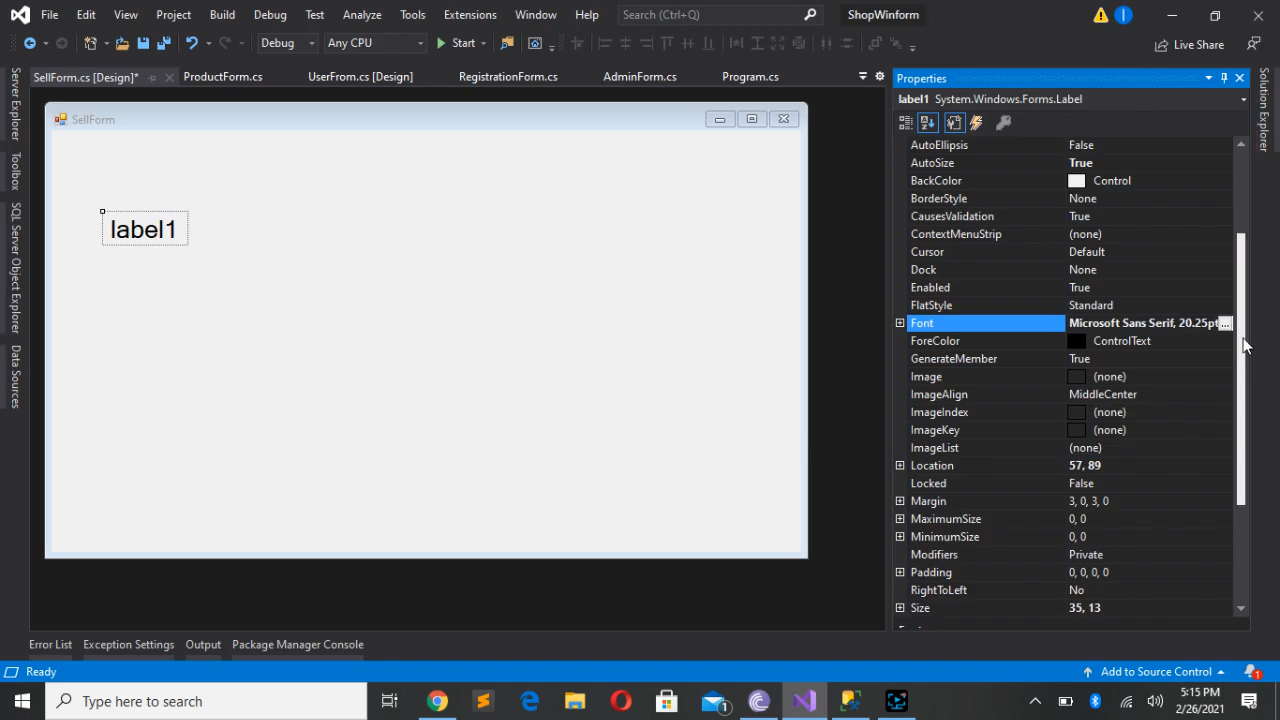 File Edit View Project Build Debug Test Analyze Tools Extensions Window Help Search (Ctrl+Q) ShopWinform
Debug Any CPU Start Live Share
SellForm.cs [Design]* ProductForm.cs UserFrom.cs [Design] RegistrationForm.cs AdminForm.cs Program.cs
Properties
label1 System.Windows.Forms.Label
Server Explorer
Toolbox
SQL Server Object Explorer
Data Sources
Solution Explorer
SellForm
label1
AutoEllipsis False
AutoSize True
BackColor Control
BorderStyle None
CausesValidation True
ContextMenuStrip (none)
Cursor Default
Dock None
Enabled True
FlatStyle Standard
Font Microsoft Sans Serif, 20.25pt ...
ForeColor ControlText
GenerateMember True
Image (none)
ImageAlign MiddleCenter
ImageIndex (none)
ImageKey (none)
ImageList (none)
Location 57, 89
Locked False
Margin 3, 0, 3, 0
MaximumSize 0, 0
MinimumSize 0, 0
Modifiers Private
Padding 0, 0, 0, 0
RightToLeft No
Size 35, 13
Error List Exception Settings Output Package Manager Console
Ready Add to Source Control 1
Type here to search 1 5:15 PM
2/26/2021